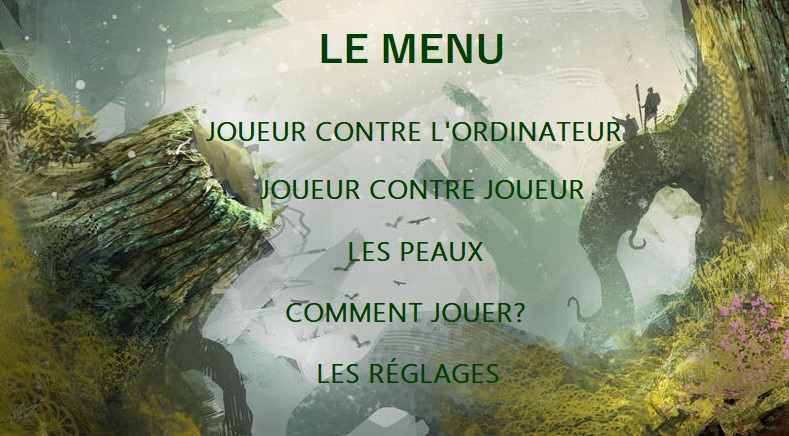 LE MENU
JOUEUR CONTRE L'ORDINATEUR
JOUEUR CONTRE JOUEUR
LES PEAUX
COMMENT JOUER?
LES RÉGLAGES